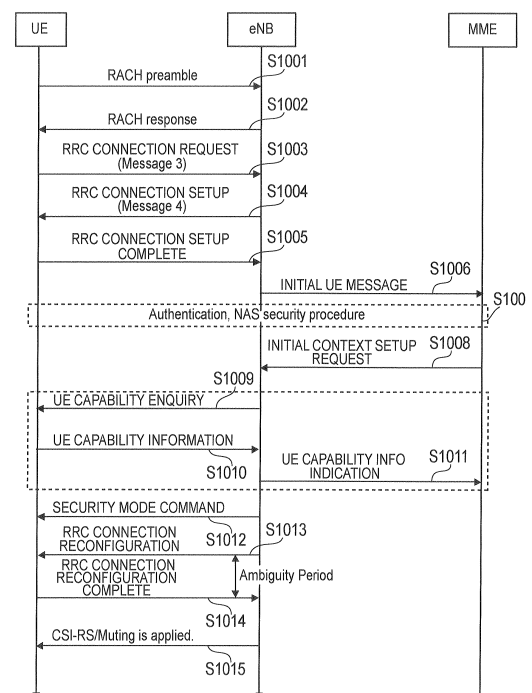 UE
eNB
MME
S1001
RACH preamble
S1002
RACH response
RRC CONNECTION REQUEST
(Message 3)
S1003
RRC CONNECTION SETUP
(Message 4)
S1004
RRC CONNECTION SETUP
COMPLETE
S1005
INITIAL UE MESSAGE
S1006
S100
Authentication, NAS security procedure
INITIAL CONTEXT SETUP
REQUEST
S1008
S1009
UE CAPABILITY ENQUIRY
UE CAPABILITY INFORMATION
S1010
UE CAPABILITY INFO
INDICATION
S1011
SECURITY MODE COMMAND
S1012
S1013
RRC CONNECTION
RECONFIGURATION
RRC CONNECTION
RECONFIGURATION
COMPLETE
Ambiguity Period
S1014
CSI-RS/Muting is applied.
S1015